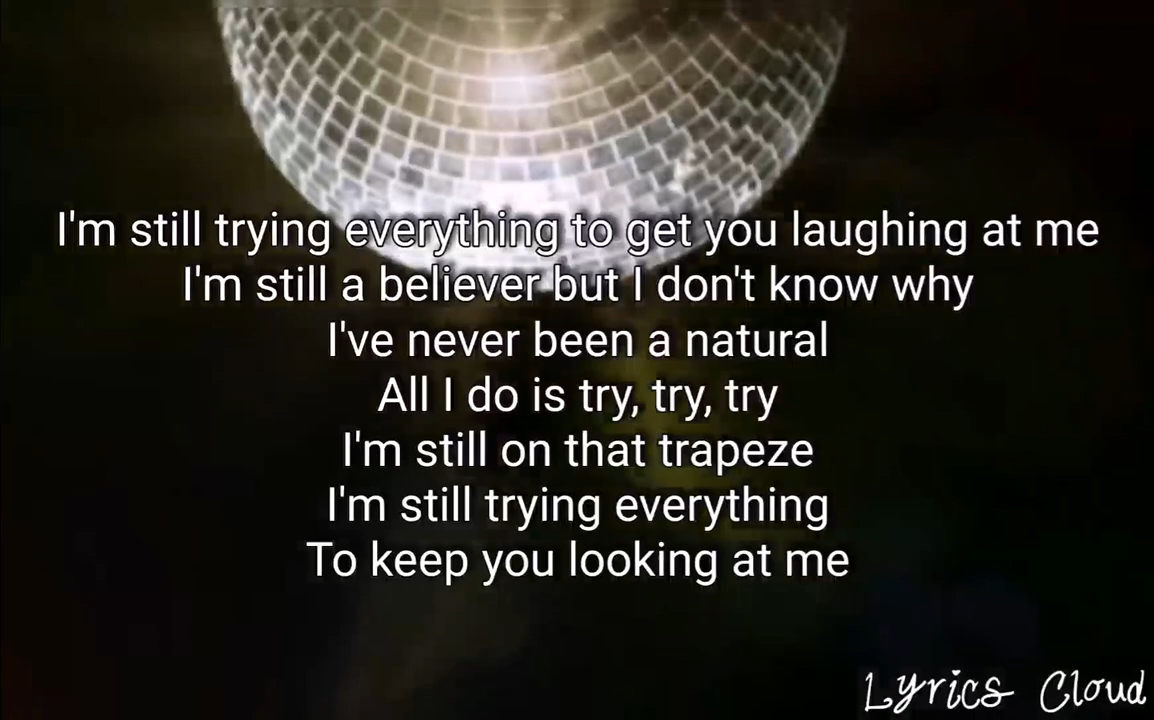 I'm still trying everything to get you laughing at me
I'm still a believer but I don't know why
I've never been a natural
All I do is try, try, try
I'm still on that trapeze
I'm still trying everything
To keep you looking at me
Lyrics Cloud